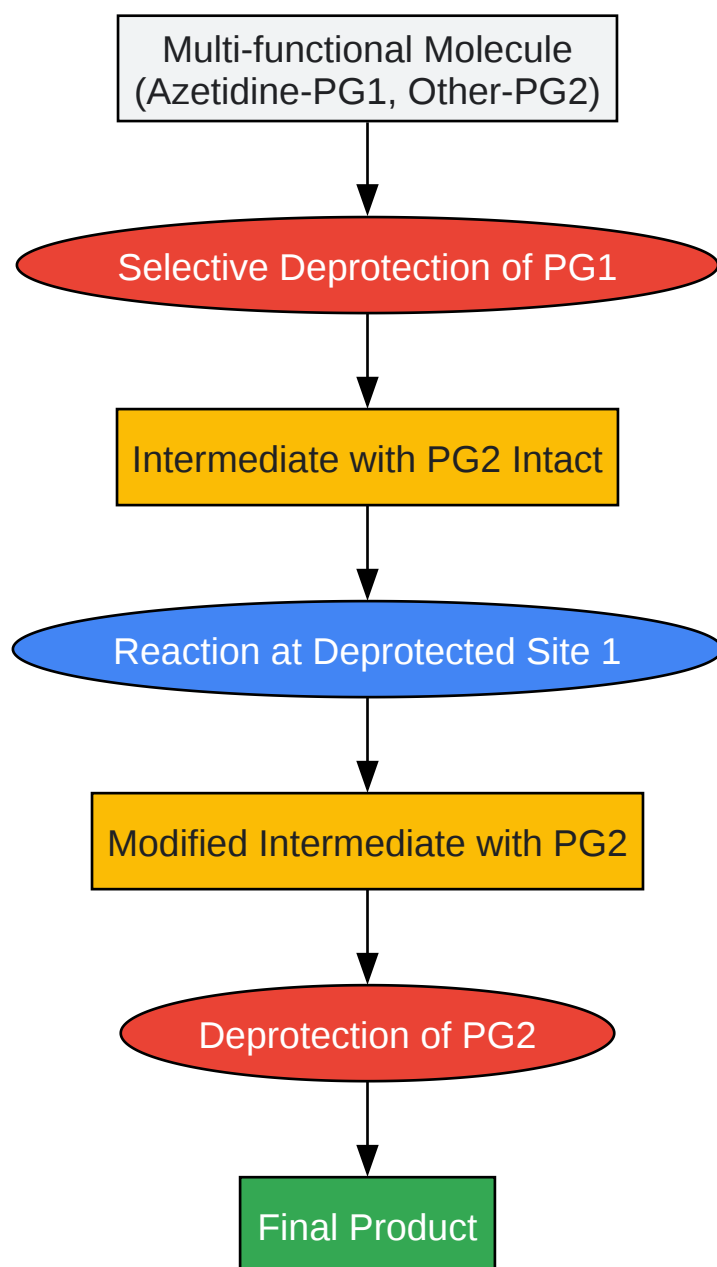 Multi-functional Molecule
(Azetidine-PG1, Other-PG2)
Selective Deprotection of PG1
Intermediate with PG2 Intact
Reaction at Deprotected Site 1
Modified Intermediate with PG2
Deprotection of PG2
Final Product